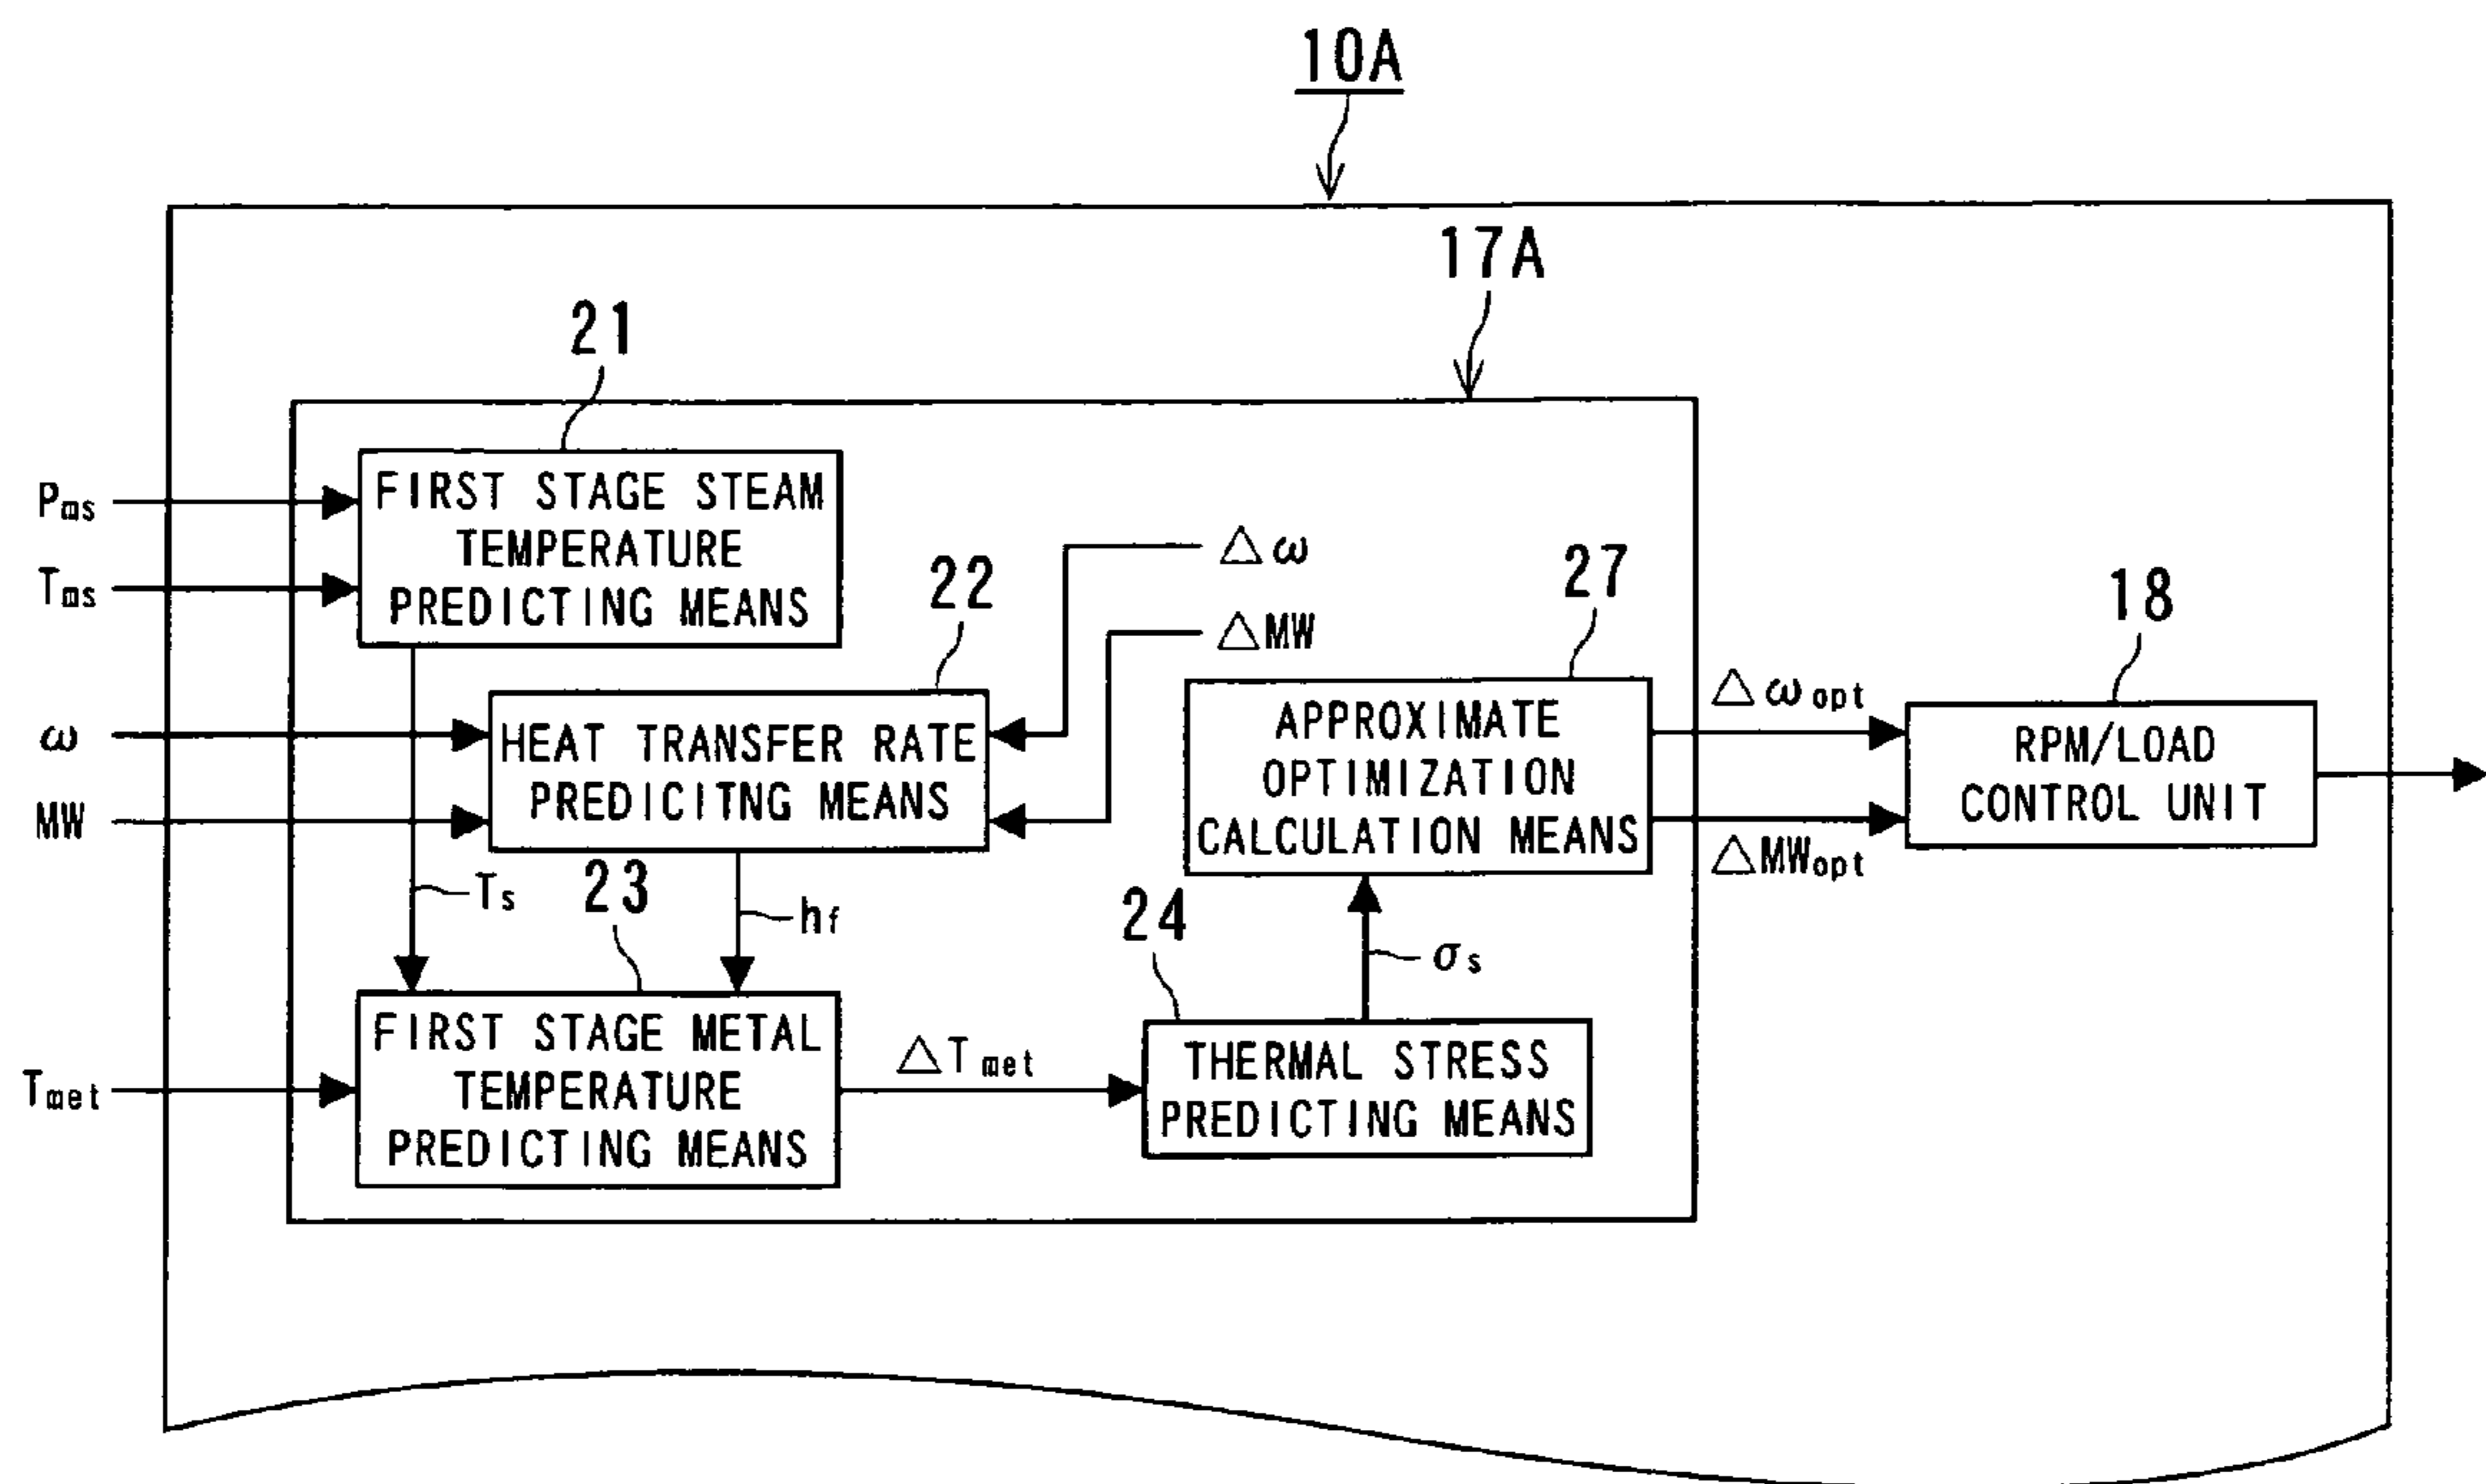 10A
17A
21
FIRST STAGE STEAM
TEMPERATURE
PREDICTING MEANS
Pms
Tms
22
HEAT TRANSFER RATE
PREDICITNG MEANS
ω
MW
△ω
△MW
27
APPROXIMATE
OPTIMIZATION
CALCULATION MEANS
△ωopt
△MWopt
18
RPM/LOAD
CONTROL UNIT
Ts
hf
23
FIRST STAGE METAL
TEMPERATURE
PREDICTING MEANS
Tmet
△Tmet
24
THERMAL STRESS
PREDICTING MEANS
σs